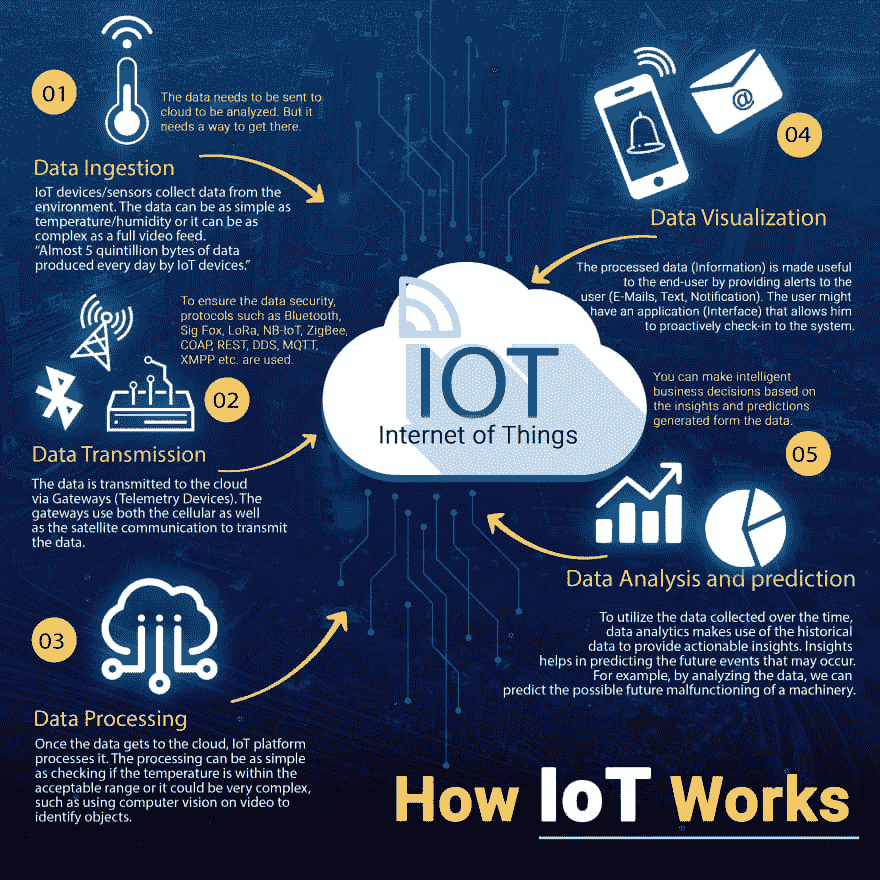 01
The data needs to be sent to
cloud to be analyzed. But it
needs a way to get there.
Data Ingestion
IoT devices/sensors collect data from the
environment. The data can be as simple as
temperature/humidity or it can be as
complex as a full video feed.
“Almost 5 quintillion bytes of data
produced every day by IoT devices.”
To ensure the data security,
protocols such as Bluetooth,
Sig Fox, LoRa, NB-IoT, ZigBee,
COAP, REST, DDS, MQTT,
XMPP etc. are used.
02
Data Transmission
The data is transmitted to the cloud
via Gateways (Telemetry Devices). The
gateways use both the cellular as well
as the satellite communication to transmit
the data.
03
Data Processing
Once the data gets to the cloud, IoT platform
processes it. The processing can be as simple
as checking if the temperature is within the
acceptable range or it could be very complex,
such as using computer vision on video to
identify objects.
IOT
Internet of Things
@
04
Data Visualization
The processed data (Information) is made useful
to the end-user by providing alerts to the
user (E-Mails, Text, Notification). The user might
have an application (Interface) that allows him
to proactively check-in to the system.
You can make intelligent
business decisions based on
the insights and predictions
generated form the data.
05
Data Analysis and prediction
To utilize the data collected over the time,
data analytics makes use of the historical
data to provide actionable insights. Insights
helps in predicting the future events that may occur.
For example, by analyzing the data, we can
predict the possible future malfunctioning of a machinery.
How IoT Works